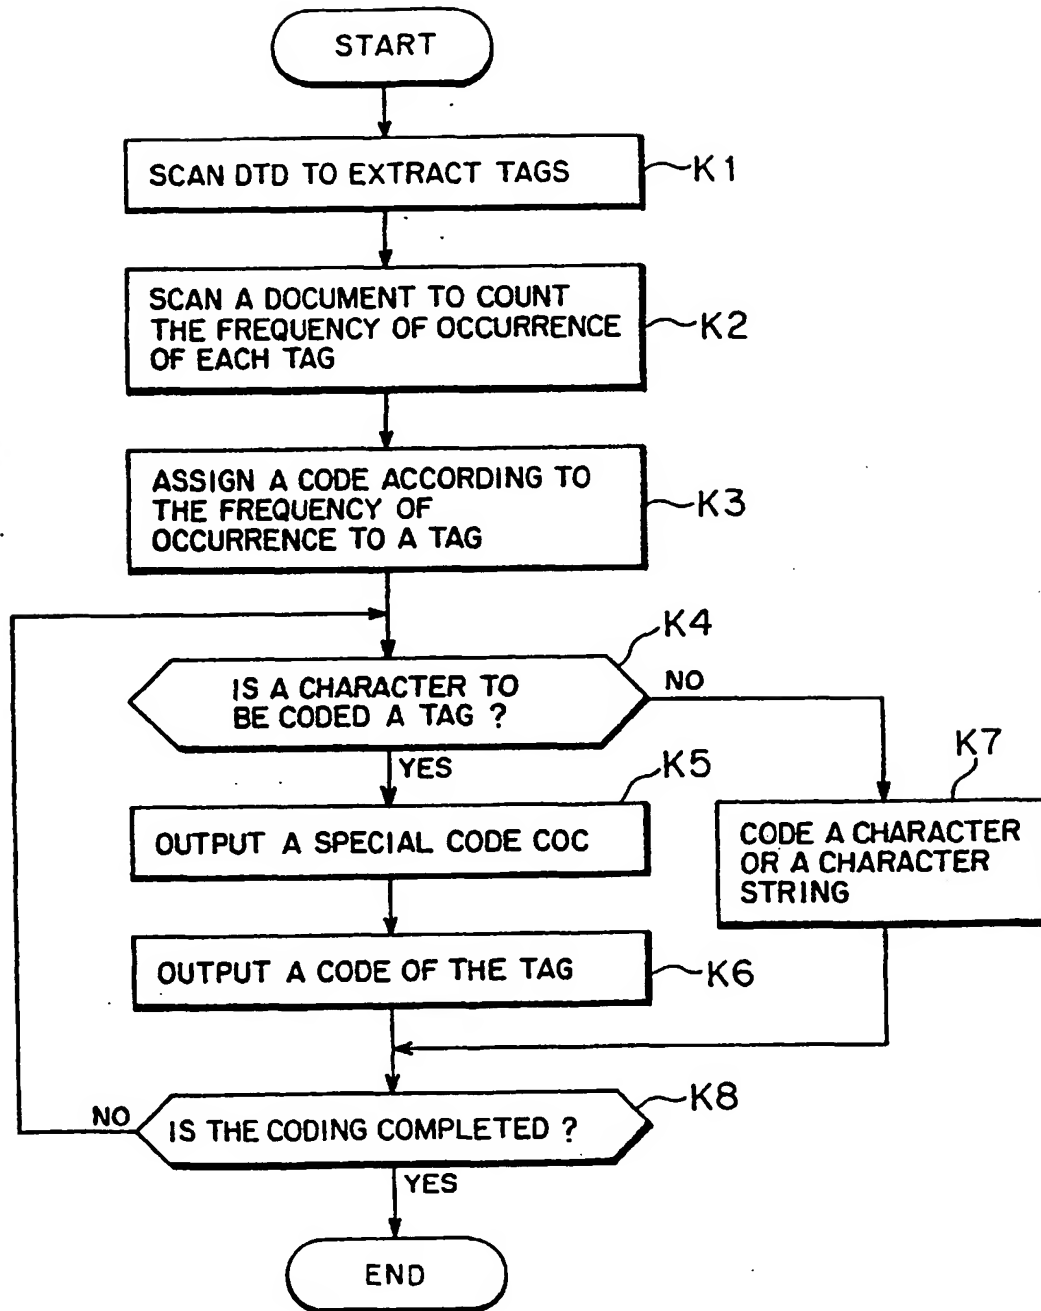 START
SCAN DTD TO EXTRACT TAGS
K1
SCAN A DOCUMENT TO COUNT
THE FREQUENCY OF OCCURRENCE
OF EACH TAG
K2
ASSIGN A CODE ACCORDING TO
THE FREQUENCY OF
OCCURRENCE TO A TAG
K3
K4
IS A CHARACTER TO
BE CODED A TAG ?
NO
YES
K5
OUTPUT A SPECIAL CODE COC
K7
CODE A CHARACTER
OR A CHARACTER
STRING
OUTPUT A CODE OF THE TAG
K6
K8
NO
IS THE CODING COMPLETED ?
YES
END